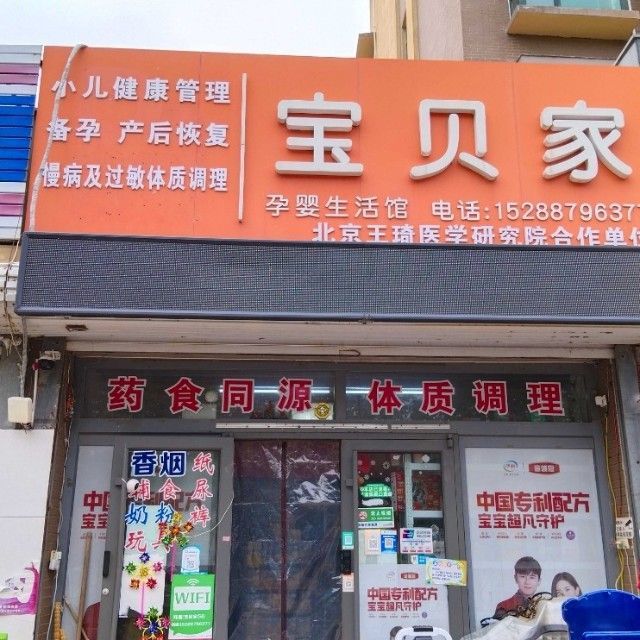 小儿健康管理
备孕 产后恢复
慢病及过敏体质调理
宝贝家
孕婴生活馆 电话:1528879637
北京王琦医学研究院合作单位
药食同源 体质调理
香烟
辅食
奶粉
玩具
纸尿裤
WIFI
中国专利配方
宝宝超凡守护
中国专利配方
宝宝超凡守护
中国
宝宝